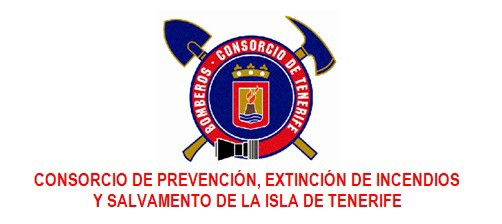 BOMBEROS - CONSORCIO DE TENERIFE
CONSORCIO DE PREVENCIÓN, EXTINCIÓN DE INCENDIOS
Y SALVAMENTO DE LA ISLA DE TENERIFE